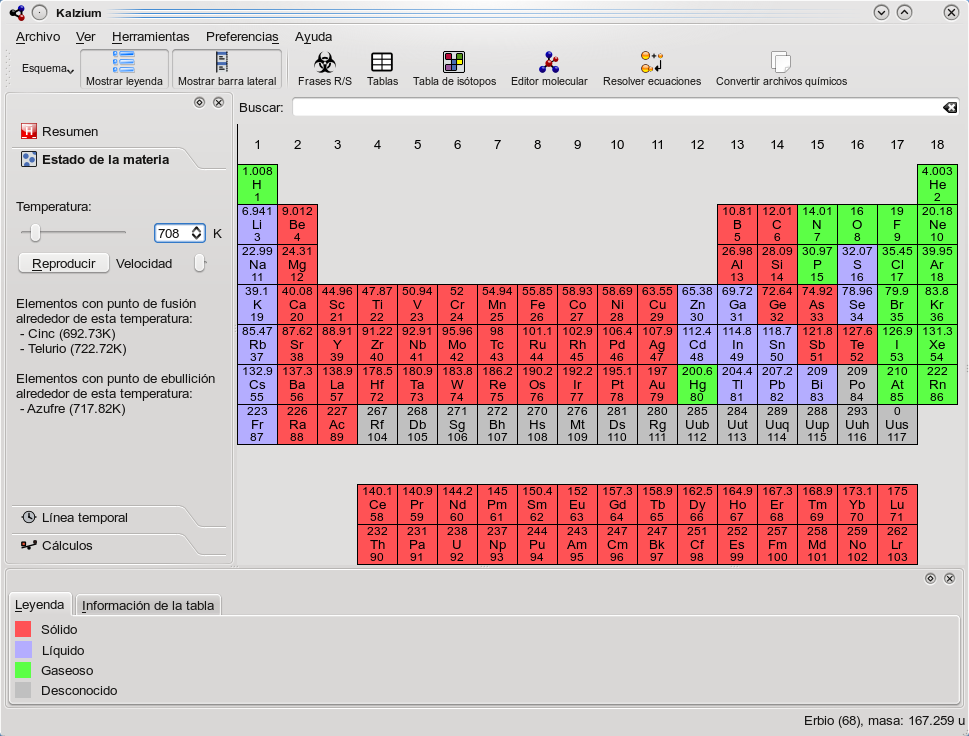 Kalzium
Archivo Ver Herramientas Preferencias Ayuda
Esquema Mostrar leyenda Mostrar barra lateral Frases R/S Tablas Tabla de isótopos Editor molecular Resolver ecuaciones Convertir archivos químicos
Buscar:
Resumen
Estado de la materia
Temperatura:
708 K
Reproducir Velocidad
Elementos con punto de fusión
alrededor de esta temperatura:
- Cinc (692.73K)
- Telurio (722.72K)
Elementos con punto de ebullición
alrededor de esta temperatura:
- Azufre (717.82K)
Línea temporal
Cálculos
1 2 3 4 5 6 7 8 9 10 11 12 13 14 15 16 17 18
1.008 4.003
H He
1 2
6.941 9.012 10.81 12.01 14.01 16 19 20.18
Li Be B C N O F Ne
3 4 5 6 7 8 9 10
22.99 24.31 26.98 28.09 30.97 32.07 35.45 39.95
Na Mg Al Si P S Cl Ar
11 12 13 14 15 16 17 18
39.1 40.08 44.96 47.87 50.94 52 54.94 55.85 58.93 58.69 63.55 65.38 69.72 72.64 74.92 78.96 79.9 83.8
K Ca Sc Ti V Cr Mn Fe Co Ni Cu Zn Ga Ge As Se Br Kr
19 20 21 22 23 24 25 26 27 28 29 30 31 32 33 34 35 36
85.47 87.62 88.91 91.22 92.91 95.96 98 101.1 102.9 106.4 107.9 112.4 114.8 118.7 121.8 127.6 126.9 131.3
Rb Sr Y Zr Nb Mo Tc Ru Rh Pd Ag Cd In Sn Sb Te I Xe
37 38 39 40 41 42 43 44 45 46 47 48 49 50 51 52 53 54
132.9 137.3 138.9 178.5 180.9 183.8 186.2 190.2 192.2 195.1 197 200.6 204.4 207.2 209 209 210 222
Cs Ba La Hf Ta W Re Os Ir Pt Au Hg Tl Pb Bi Po At Rn
55 56 57 72 73 74 75 76 77 78 79 80 81 82 83 84 85 86
223 226 227 267 268 271 272 270 276 281 280 285 284 289 288 293 0
Fr Ra Ac Rf Db Sg Bh Hs Mt Ds Rg Uub Uut Uuq Uup Uuh Uus
87 88 89 104 105 106 107 108 109 110 111 112 113 114 115 116 117
140.1 140.9 144.2 145 150.4 152 157.3 158.9 162.5 164.9 167.3 168.9 173.1 175
Ce Pr Nd Pm Sm Eu Gd Tb Dy Ho Er Tm Yb Lu
58 59 60 61 62 63 64 65 66 67 68 69 70 71
232 231 238 237 244 243 247 247 251 252 257 258 259 262
Th Pa U Np Pu Am Cm Bk Cf Es Fm Md No Lr
90 91 92 93 94 95 96 97 98 99 100 101 102 103
Leyenda Información de la tabla
Sólido
Líquido
Gaseoso
Desconocido
Erbio (68), masa: 167.259 u